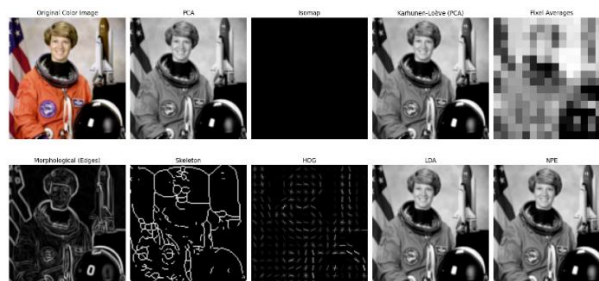 Original Color Image
PCA
Isomap
Karhunen-Loève (PCA)
Pixel Averages
Morphological (Edges)
Skeleton
HOG
LDA
NPE